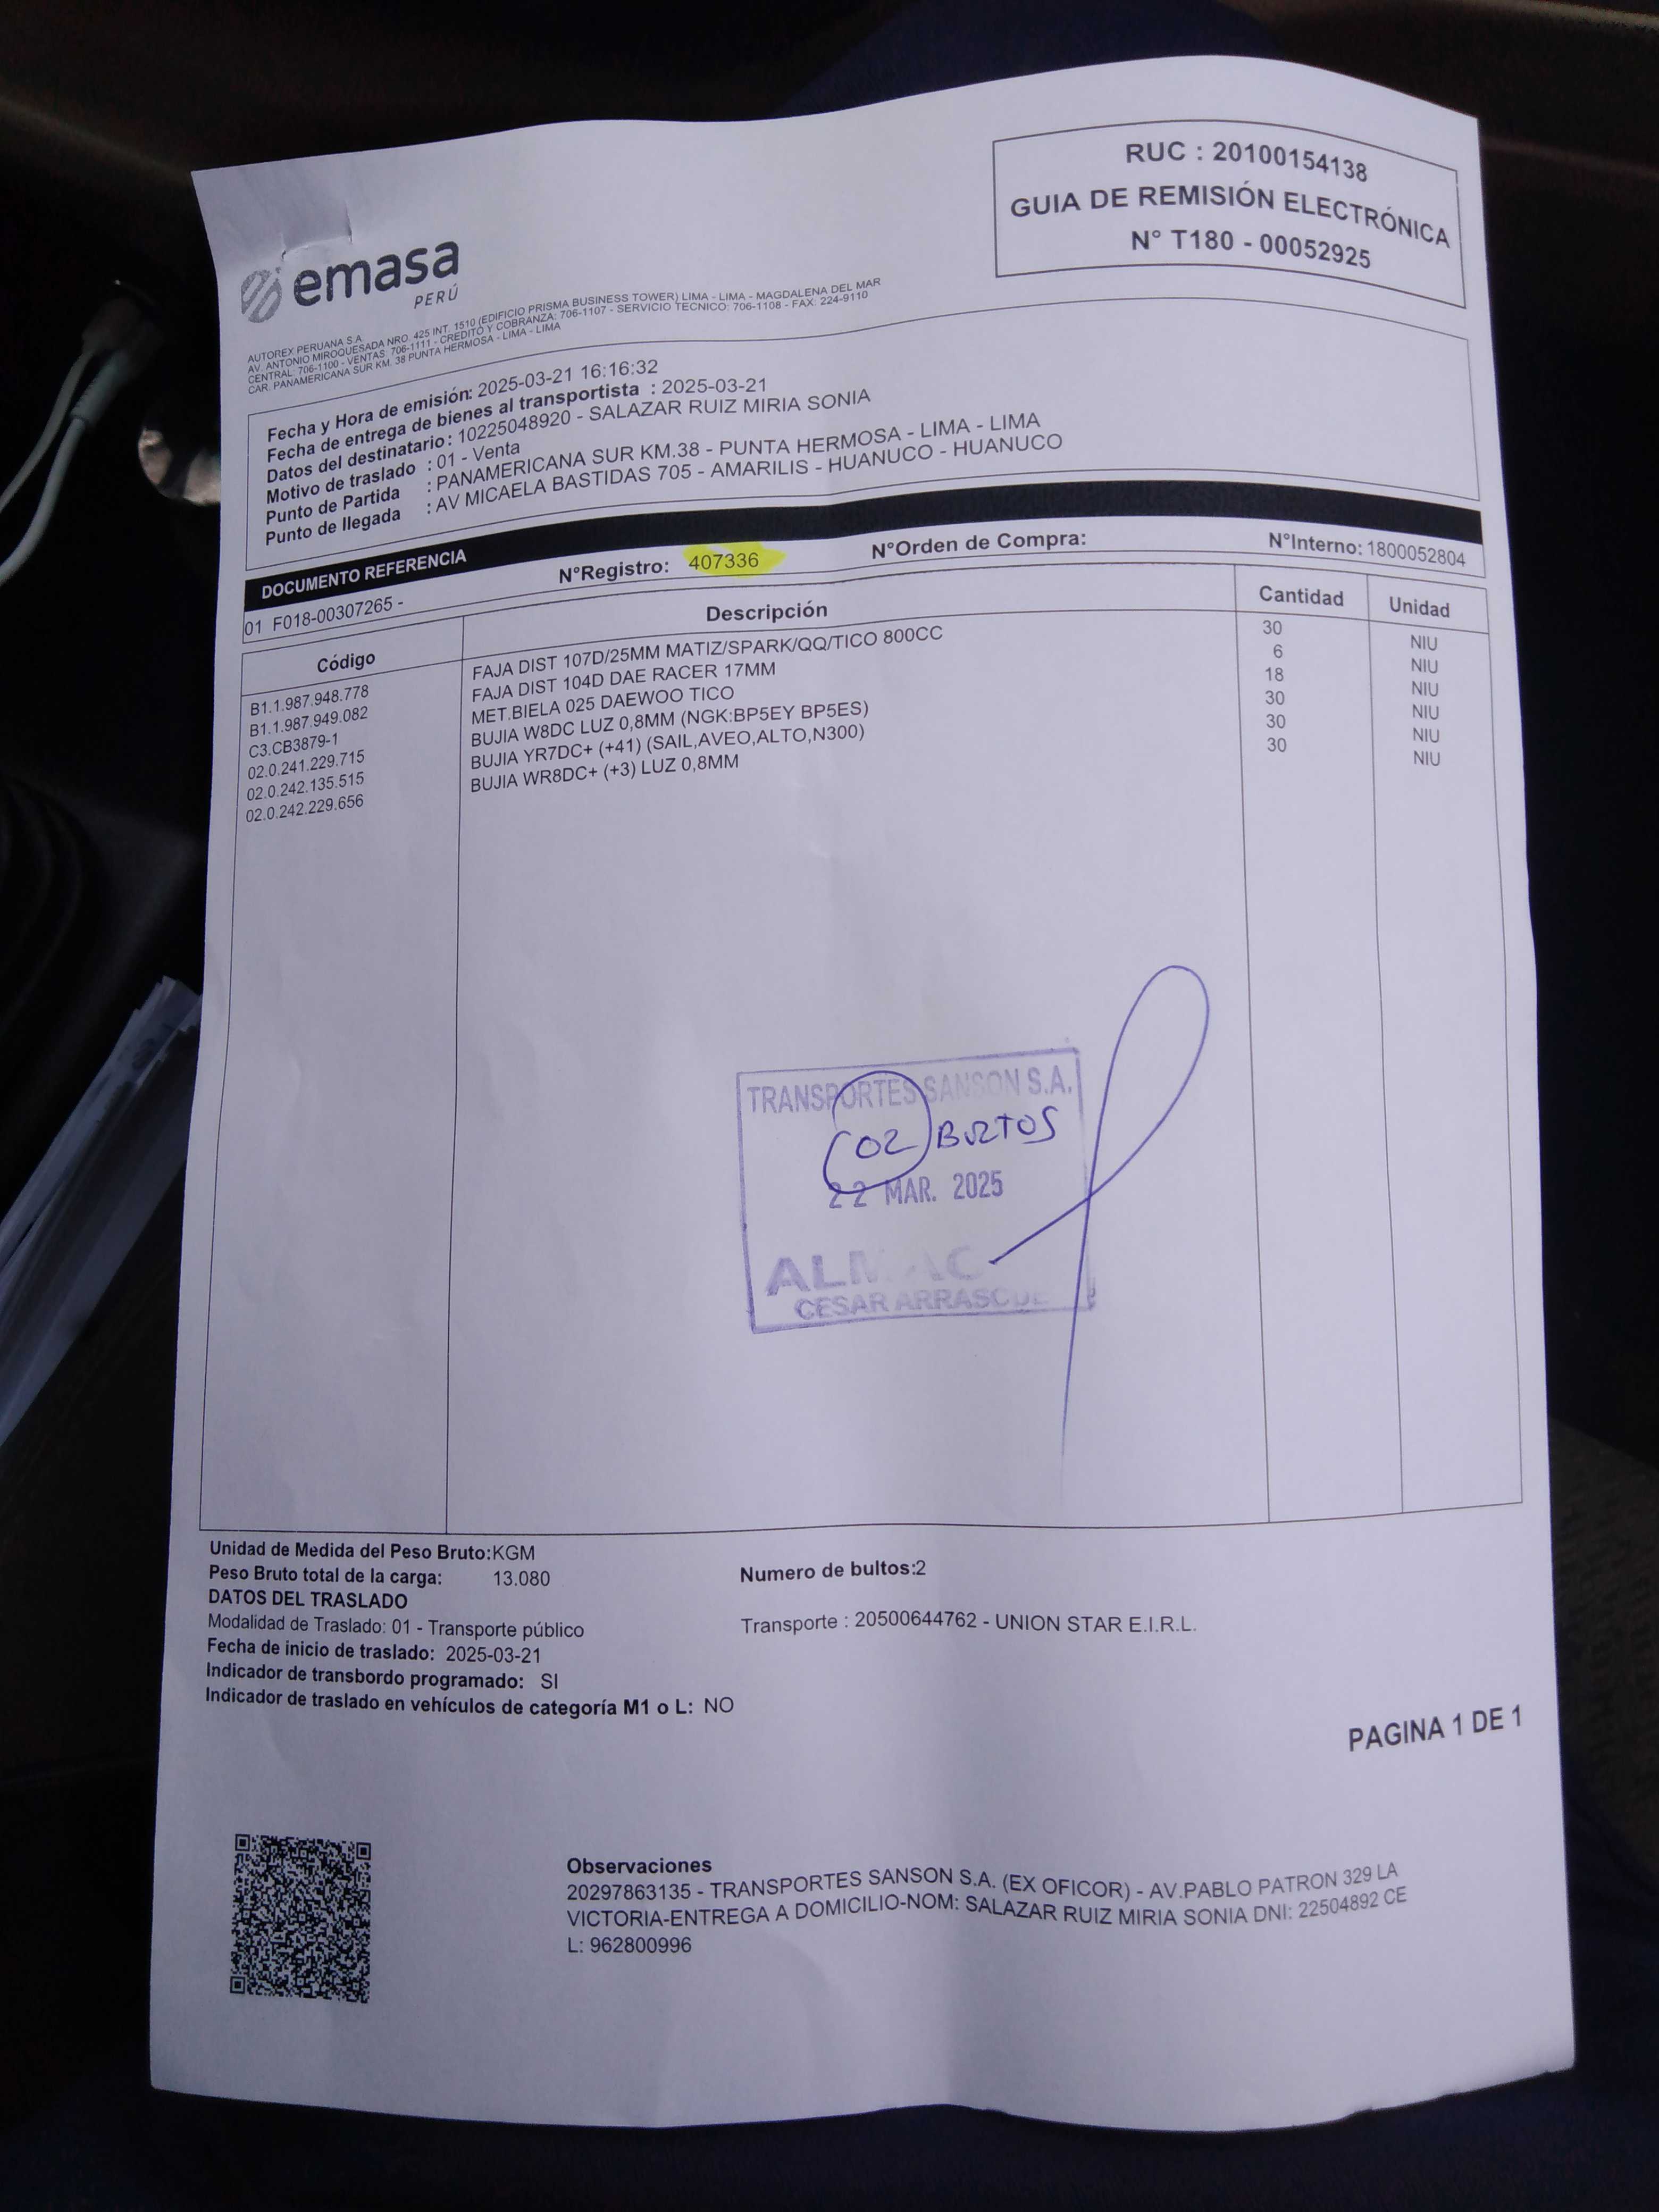 RUC : 20100154138
GUIA DE REMISIÓN ELECTRÓNICA
N° T180 - 00052925
emasa
PERÚ
AUTOREX PERUANA S.A.
AV. ANTONIO MIROQUESADA NRO. 425 INT. 1510 (EDIFICIO PRISMA BUSINESS TOWER) LIMA - LIMA - MAGDALENA DEL MAR
CENTRAL: 706-1100 - VENTAS: 706-1111 - CREDITO Y COBRANZA: 706-1107 - SERVICIO TECNICO: 706-1108 - FAX: 224-9110
CAR. PANAMERICANA SUR KM. 38 PUNTA HERMOSA - LIMA - LIMA
Fecha y Hora de emisión: 2025-03-21 16:16:32
Fecha de entrega de bienes al transportista : 2025-03-21
Datos del destinatario: 10225048920 - SALAZAR RUIZ MIRIA SONIA
Motivo de traslado : 01 - Venta
Punto de Partida : PANAMERICANA SUR KM.38 - PUNTA HERMOSA - LIMA - LIMA
Punto de llegada : AV MICAELA BASTIDAS 705 - AMARILIS - HUANUCO - HUANUCO
DOCUMENTO REFERENCIA
01 F018-00307265 - N°Registro: 407336 N°Orden de Compra: N°Interno: 1800052804
Código Descripción Cantidad Unidad
B1.1.987.948.778 FAJA DIST 107D/25MM MATIZ/SPARK/QQ/TICO 800CC 30 NIU
B1.1.987.949.082 FAJA DIST 104D DAE RACER 17MM 6 NIU
C3.CB3879-1 MET.BIELA 025 DAEWOO TICO 18 NIU
02.0.241.229.715 BUJIA W8DC LUZ 0,8MM (NGK:BP5EY BP5ES) 30 NIU
02.0.242.135.515 BUJIA YR7DC+ (+41) (SAIL,AVEO,ALTO,N300) 30 NIU
02.0.242.229.656 BUJIA WR8DC+ (+3) LUZ 0,8MM 30 NIU
TRANSPORTES SANSON S.A.
02 BULTOS
22 MAR. 2025
CESAR ARRASCUE
Unidad de Medida del Peso Bruto:KGM
Peso Bruto total de la carga: 13.080 Numero de bultos:2
DATOS DEL TRASLADO
Modalidad de Traslado: 01 - Transporte público Transporte : 20500644762 - UNION STAR E.I.R.L.
Fecha de inicio de traslado: 2025-03-21
Indicador de transbordo programado: SI
Indicador de traslado en vehículos de categoría M1 o L: NO
PAGINA 1 DE 1
Observaciones
20297863135 - TRANSPORTES SANSON S.A. (EX OFICOR) - AV.PABLO PATRON 329 LA
VICTORIA-ENTREGA A DOMICILIO-NOM: SALAZAR RUIZ MIRIA SONIA DNI: 22504892 CE
L: 962800996